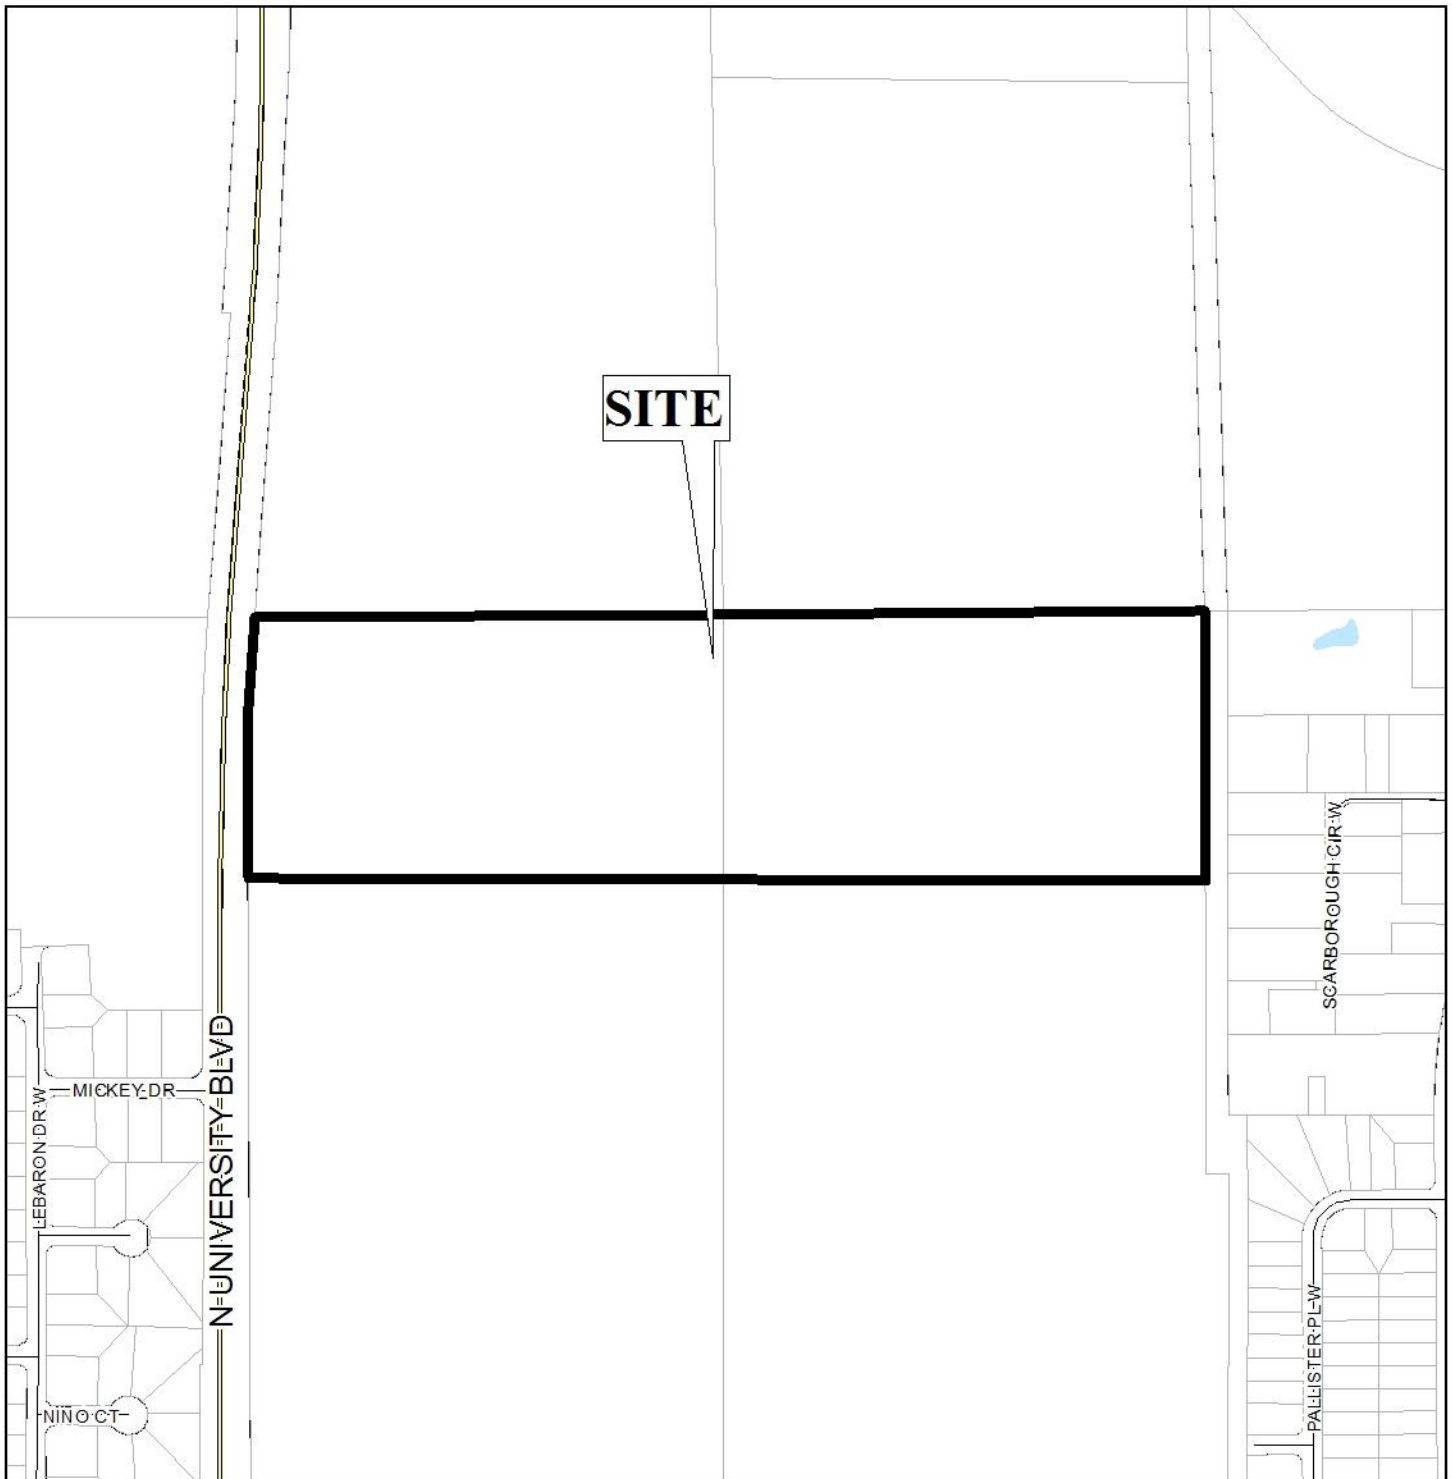 SITE
SCARBOROUGH CIR W
MICKEY DR
LEBARON DR W
N UNIVERSITY BLVD
PALLISTER PL W
NINO CT